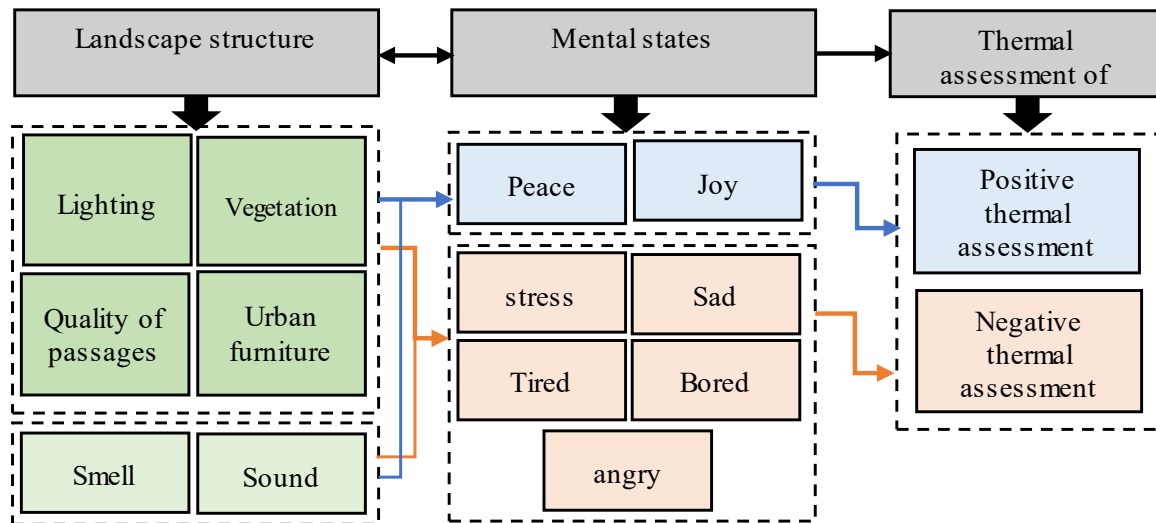 Landscape structure
Mental states
Thermal
assessment of
Lighting
Vegetation
Quality of
passages
Urban
furniture
Smell
Sound
Peace
Joy
stress
Sad
Tired
Bored
angry
Positive
thermal
assessment
Negative
thermal
assessment